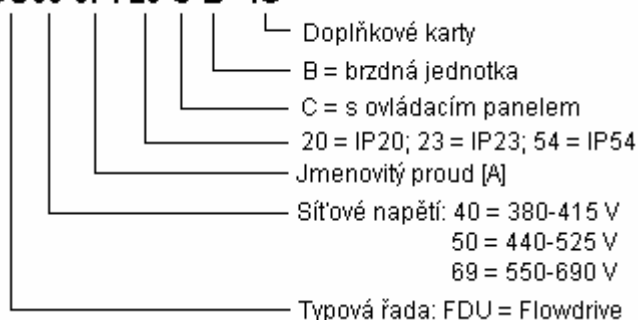 Doplňkové karty
B = brzdná jednotka
C = s ovládacím panelem
20 = IP20; 23 = IP23; 54 = IP54
Jmenovitý proud [A]
Síťové napětí: 40 = 380-415 V
50 = 440-525 V
69 = 550-690 V
Typová řada: FDU = Flowdrive